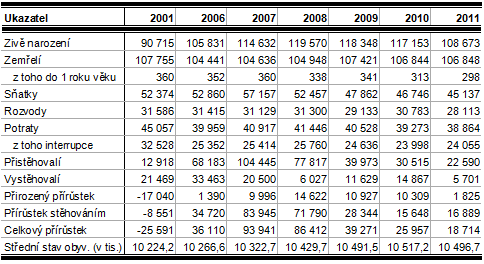 Ukazatel 2001 2006 2007 2008 2009 2010 2011
Živě narození 90 715 105 831 114 632 119 570 118 348 117 153 108 673
Zemřelí 107 755 104 441 104 636 104 948 107 421 106 844 106 848
z toho do 1 roku věku 360 352 360 338 341 313 298
Sňatky 52 374 52 860 57 157 52 457 47 862 46 746 45 137
Rozvody 31 586 31 415 31 129 31 300 29 133 30 783 28 113
Potraty 45 057 39 959 40 917 41 446 40 528 39 273 38 864
z toho interrupce 32 528 25 352 25 414 25 760 24 636 23 998 24 055
Přistěhovalí 12 918 68 183 104 445 77 817 39 973 30 515 22 590
Vystěhovalí 21 469 33 463 20 500 6 027 11 629 14 867 5 701
Přirozený přírůstek -17 040 1 390 9 996 14 622 10 927 10 309 1 825
Přírůstek stěhováním -8 551 34 720 83 945 71 790 28 344 15 648 16 889
Celkový přírůstek -25 591 36 110 93 941 86 412 39 271 25 957 18 714
Střední stav obyv. (v tis.) 10 224,2 10 266,6 10 322,7 10 429,7 10 491,5 10 517,2 10 496,7